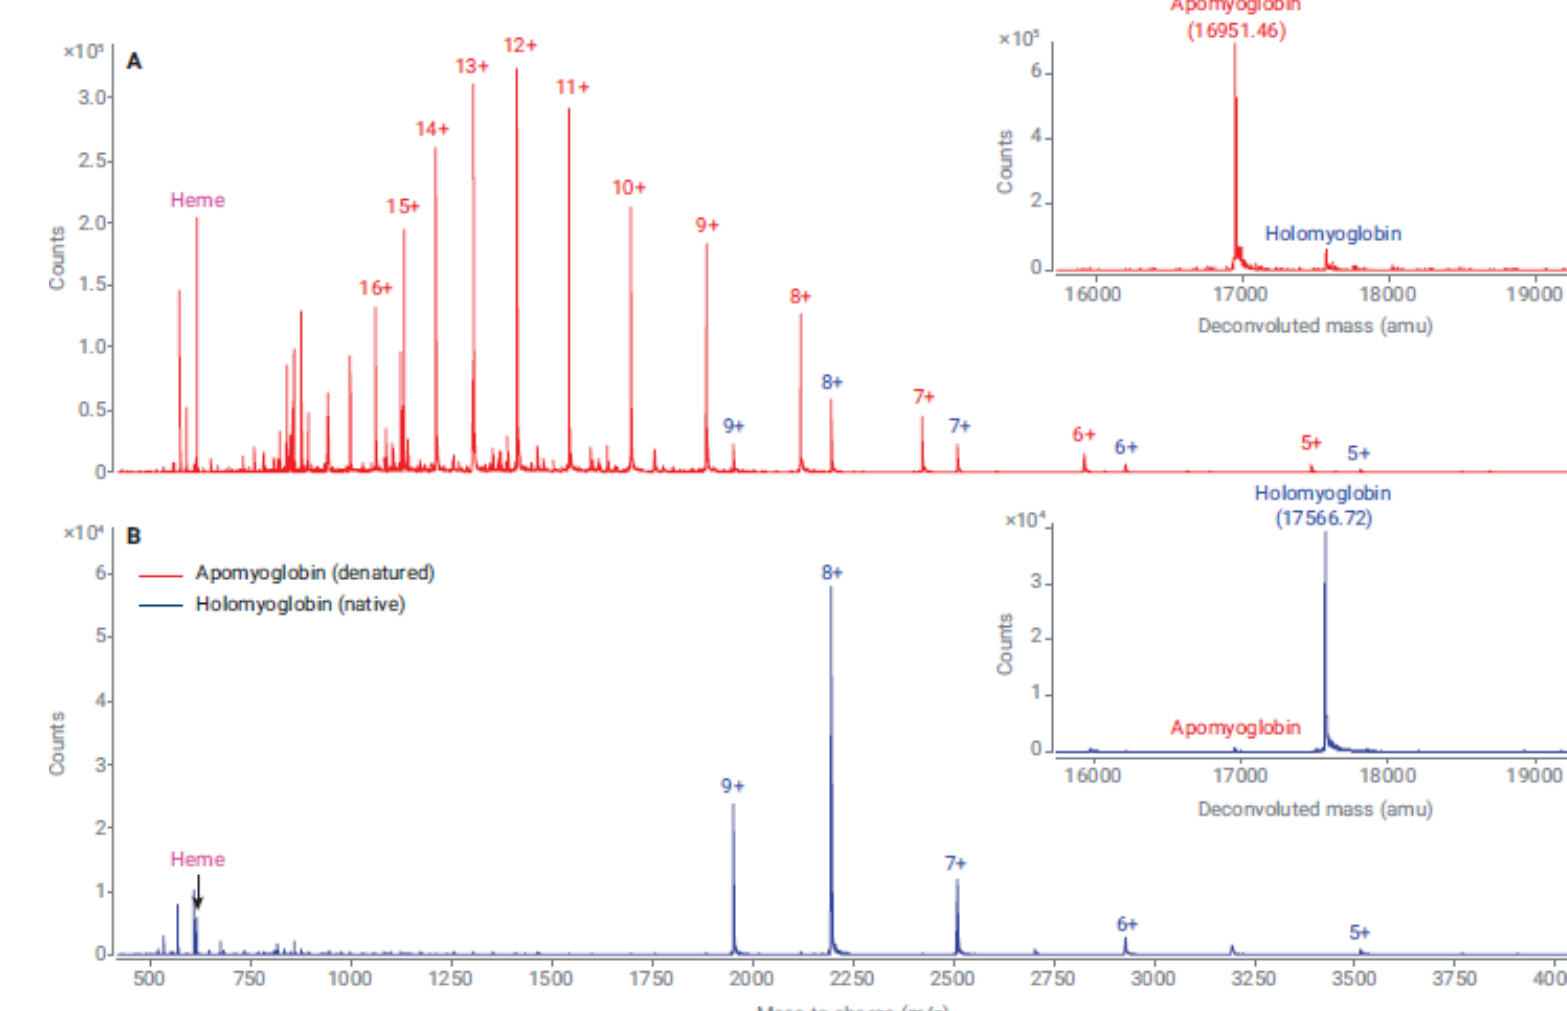 Apomyoglobin
(16951.46)
×10⁵
A
3.0
2.5
2.0
1.5
1.0
0.5
0
Counts
Heme
16+
15+
14+
13+
12+
11+
10+
9+
8+
7+
6+
5+
9+
8+
7+
6+
5+
×10⁵
6
4
2
0
Counts
Holomyoglobin
16000 17000 18000 19000
Deconvoluted mass (amu)
×10⁴
B
Apomyoglobin (denatured)
Holomyoglobin (native)
6
5
4
3
2
1
0
Counts
Heme
9+
8+
7+
6+
5+
Holomyoglobin
(17566.72)
×10⁴
3
2
1
0
Counts
Apomyoglobin
16000 17000 18000 19000
Deconvoluted mass (amu)
500 750 1000 1250 1500 1750 2000 2250 2500 2750 3000 3250 3500 3750 400
Mass to charge (m/z)